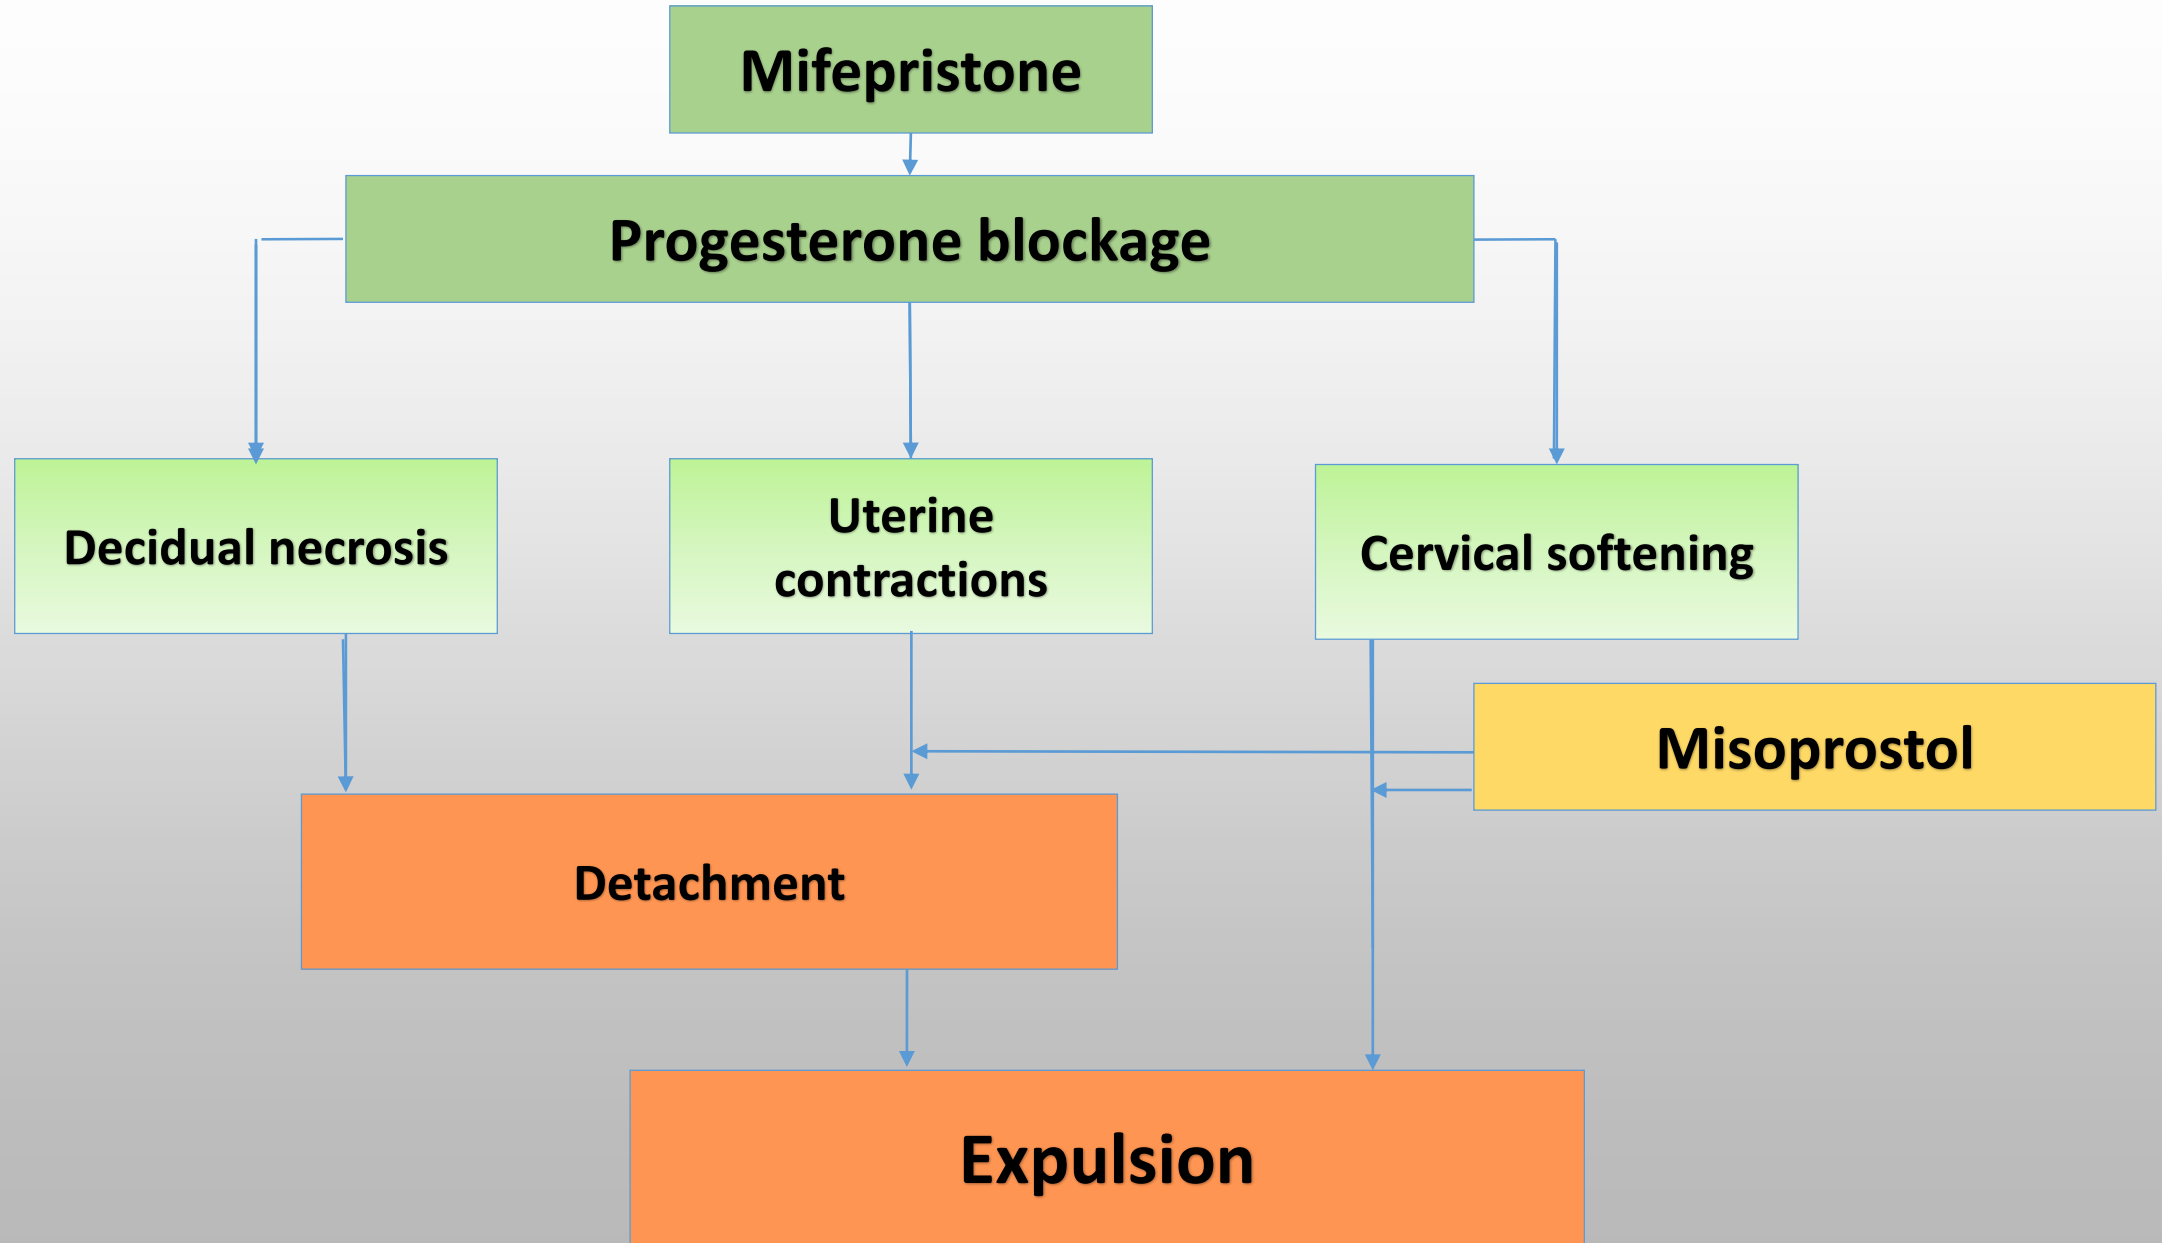 Mifepristone
Progesterone blockage
Decidual necrosis
Uterine
contractions
Cervical softening
Misoprostol
Detachment
Expulsion